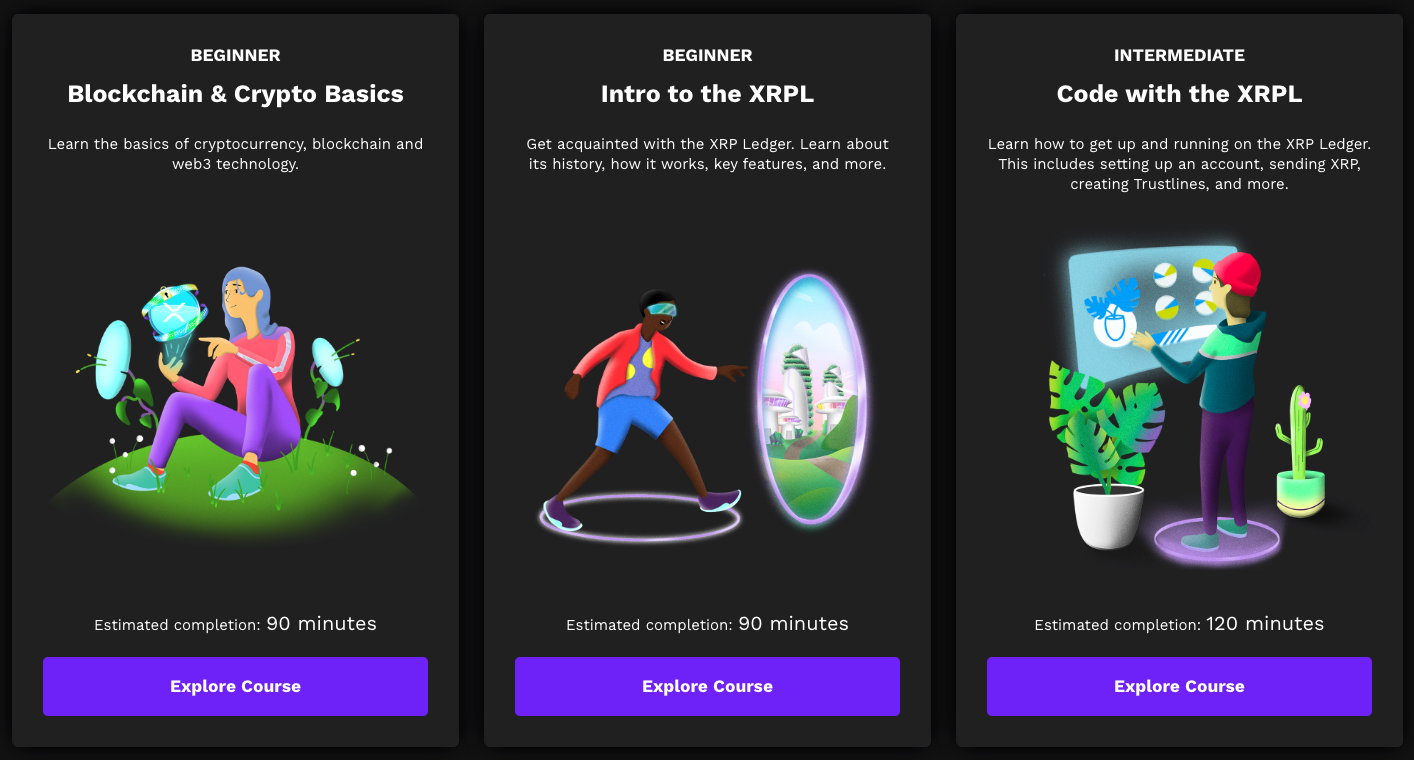 BEGINNER
Blockchain & Crypto Basics
Learn the basics of cryptocurrency, blockchain and
web3 technology.
Estimated completion: 90 minutes
Explore Course
BEGINNER
Intro to the XRPL
Get acquainted with the XRP Ledger. Learn about
its history, how it works, key features, and more.
Estimated completion: 90 minutes
Explore Course
INTERMEDIATE
Code with the XRPL
Learn how to get up and running on the XRP Ledger.
This includes setting up an account, sending XRP,
creating Trustlines, and more.
Estimated completion: 120 minutes
Explore Course